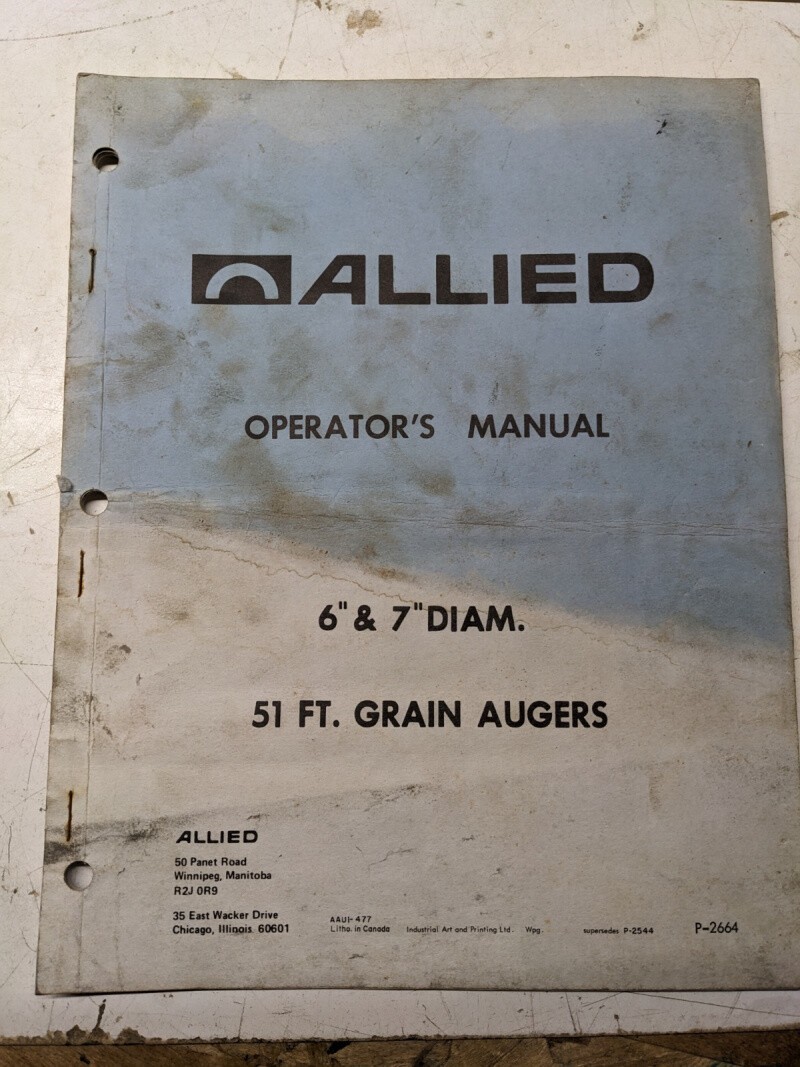 ALLIED
OPERATOR'S MANUAL
6" & 7" DIAM.
51 FT. GRAIN AUGERS
ALLIED
50 Panet Road
Winnipeg, Manitoba
R2J 0R9
35 East Wacker Drive
Chicago, Illinois 60601
AAUI-477
Litho. in Canada Industrial Art and Printing Ltd. Wpg. supersedes P-2544 P-2664